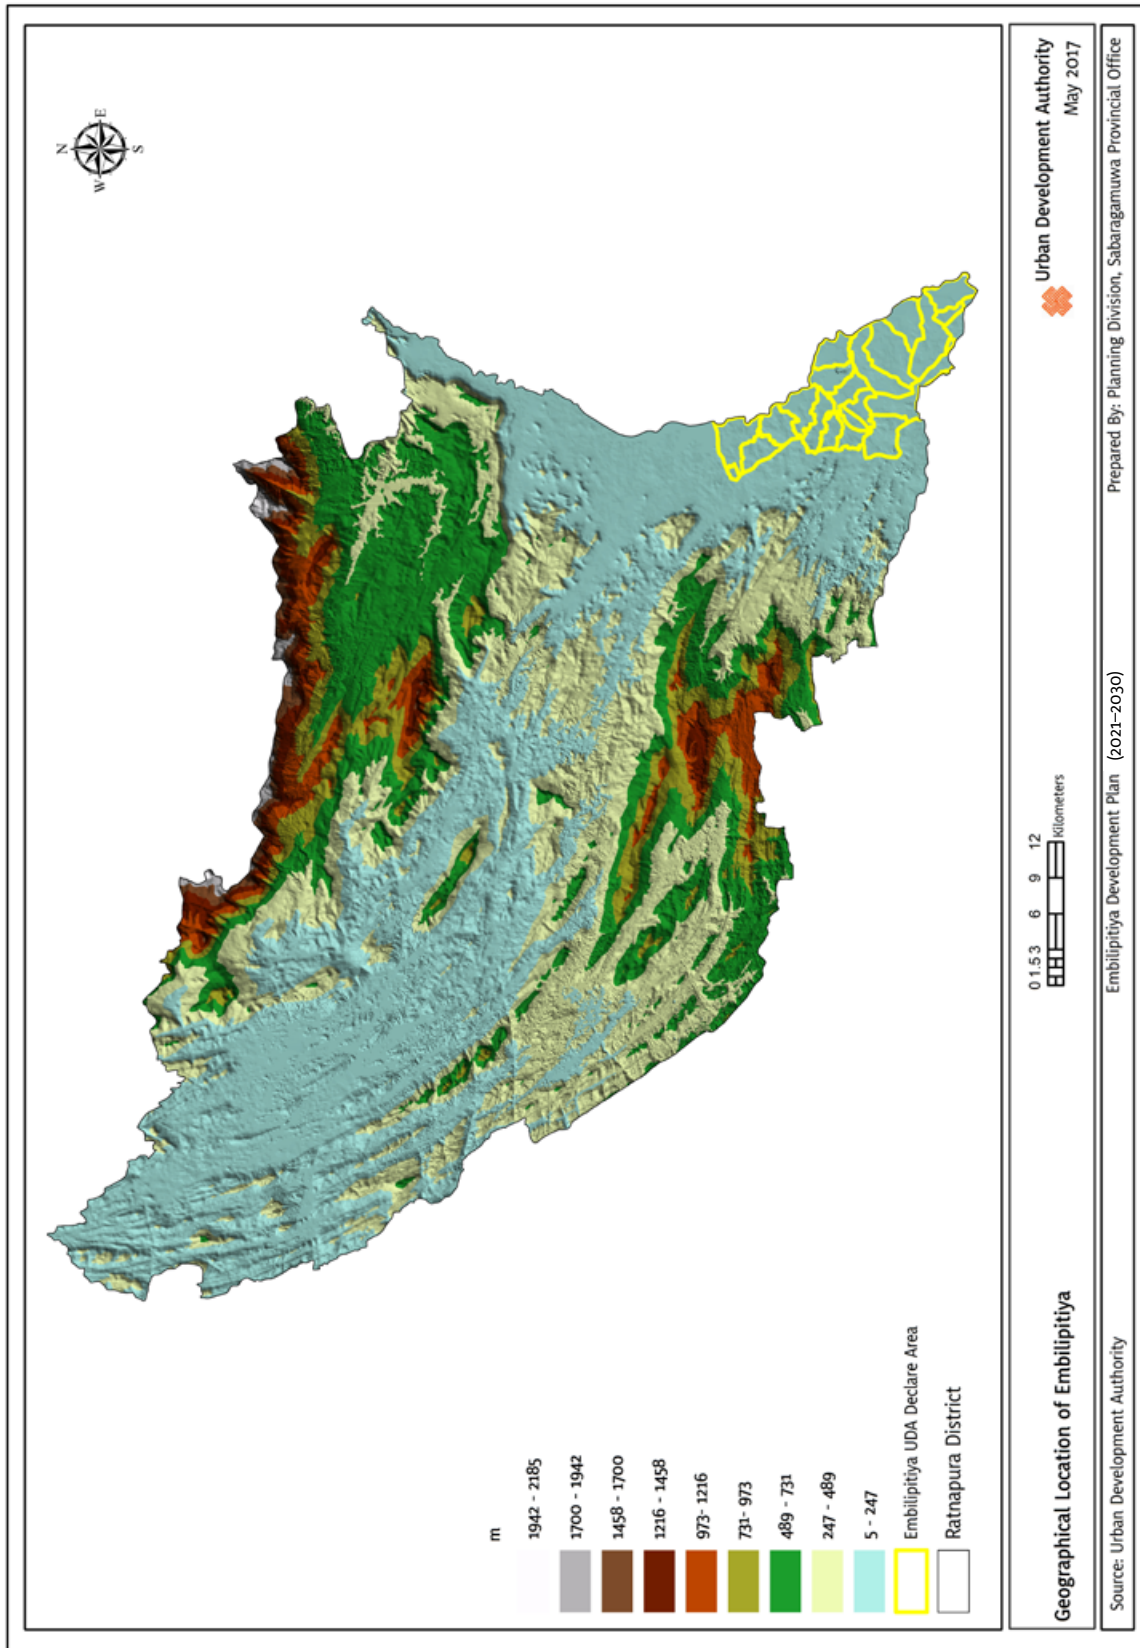 N
W
E
S
m
1942 - 2185
1700 - 1942
1458 - 1700
1216 - 1458
973- 1216
731- 973
489 - 731
247 - 489
5 - 247
Embilipitiya UDA Declare Area
Ratnapura District
Geographical Location of Embilipitiya
0 1.5 3 6 9 12
Kilometers
Urban Development Authority
May 2017
Source: Urban Development Authority
Embilipitiya Development Plan (2021–2030)
Prepared By: Planning Division, Sabaragamuwa Provincial Office